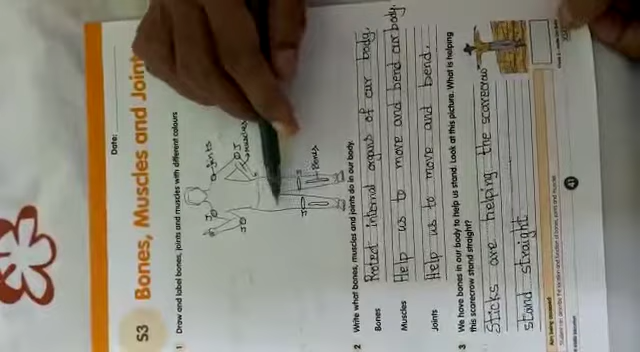 Date:
53 Bones, Muscles and Joint
1 Draw and label bones, joints and muscles with different colours
Joints
J
J
J
Muscles
J
J
Bones
2 Write what bones, muscles and joints do in our body.
Bones Protect internal organs of our body.
Muscles Help us to move and bend our body.
Joints Help us to move and bend.
3 We have bones in our body to help us stand. Look at this picture. What is helping
this scarecrow stand straight?
Sticks are helping the scarecrow
stand straight
41